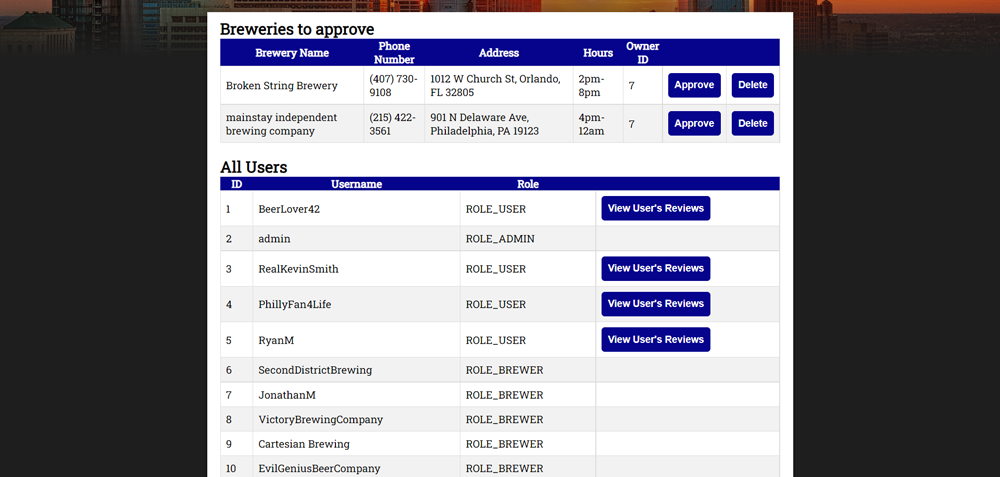 Breweries to approve
Brewery Name Phone Number Address Hours Owner ID
Broken String Brewery (407) 730-9108 1012 W Church St, Orlando, FL 32805 2pm-8pm 7 Approve Delete
mainstay independent brewing company (215) 422-3561 901 N Delaware Ave, Philadelphia, PA 19123 4pm-12am 7 Approve Delete
All Users
ID Username Role
1 BeerLover42 ROLE_USER View User's Reviews
2 admin ROLE_ADMIN
3 RealKevinSmith ROLE_USER View User's Reviews
4 PhillyFan4Life ROLE_USER View User's Reviews
5 RyanM ROLE_USER View User's Reviews
6 SecondDistrictBrewing ROLE_BREWER
7 JonathanM ROLE_BREWER
8 VictoryBrewingCompany ROLE_BREWER
9 Cartesian Brewing ROLE_BREWER
10 EvilGeniusBeerCompany ROLE_BREWER